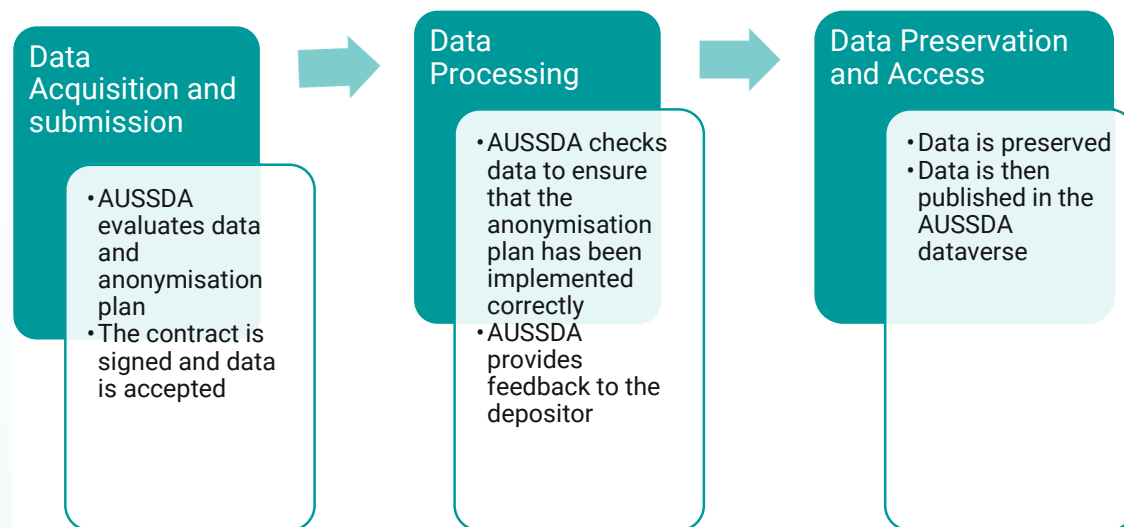 Data
Acquisition and
submission
•AUSSDA
evaluates data
and
anonymisation
plan
•The contract is
signed and data
is accepted
Data
Processing
•AUSSDA checks
data to ensure
that the
anonymisation
plan has been
implemented
correctly
•AUSSDA
provides
feedback to the
depositor
Data Preservation
and Access
•Data is preserved
•Data is then
published in the
AUSSDA
dataverse